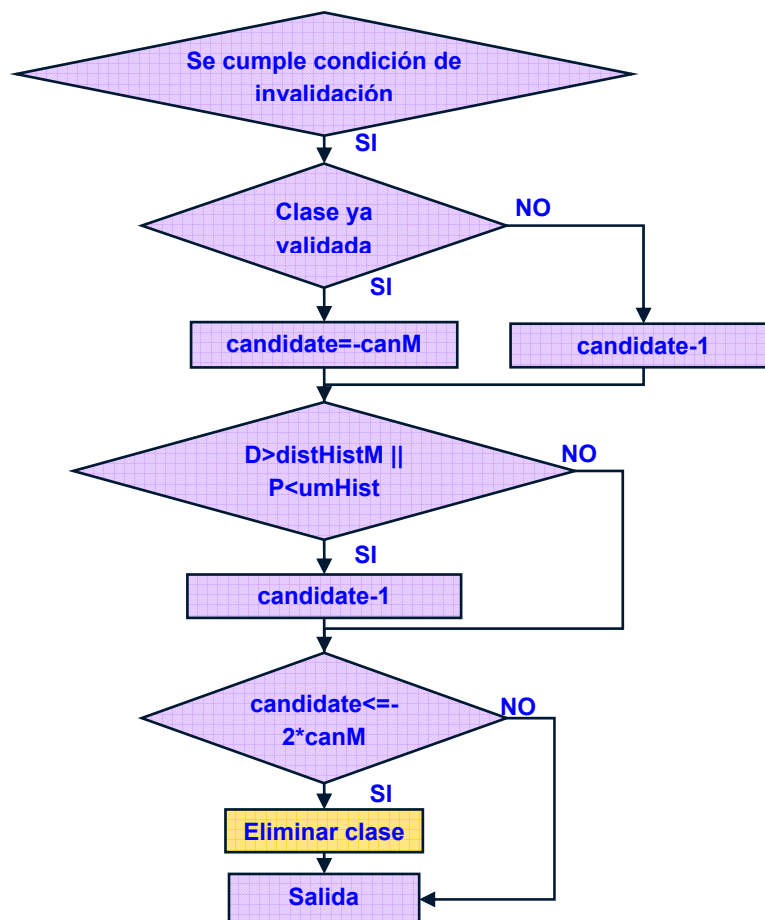 Se cumple condición de
invalidación
SI
Clase ya
validada
NO
SI
candidate=-canM
candidate-1
D>distHistM ||
P<umHist
NO
SI
candidate-1
candidate<=-
2*canM
NO
SI
Eliminar clase
Salida